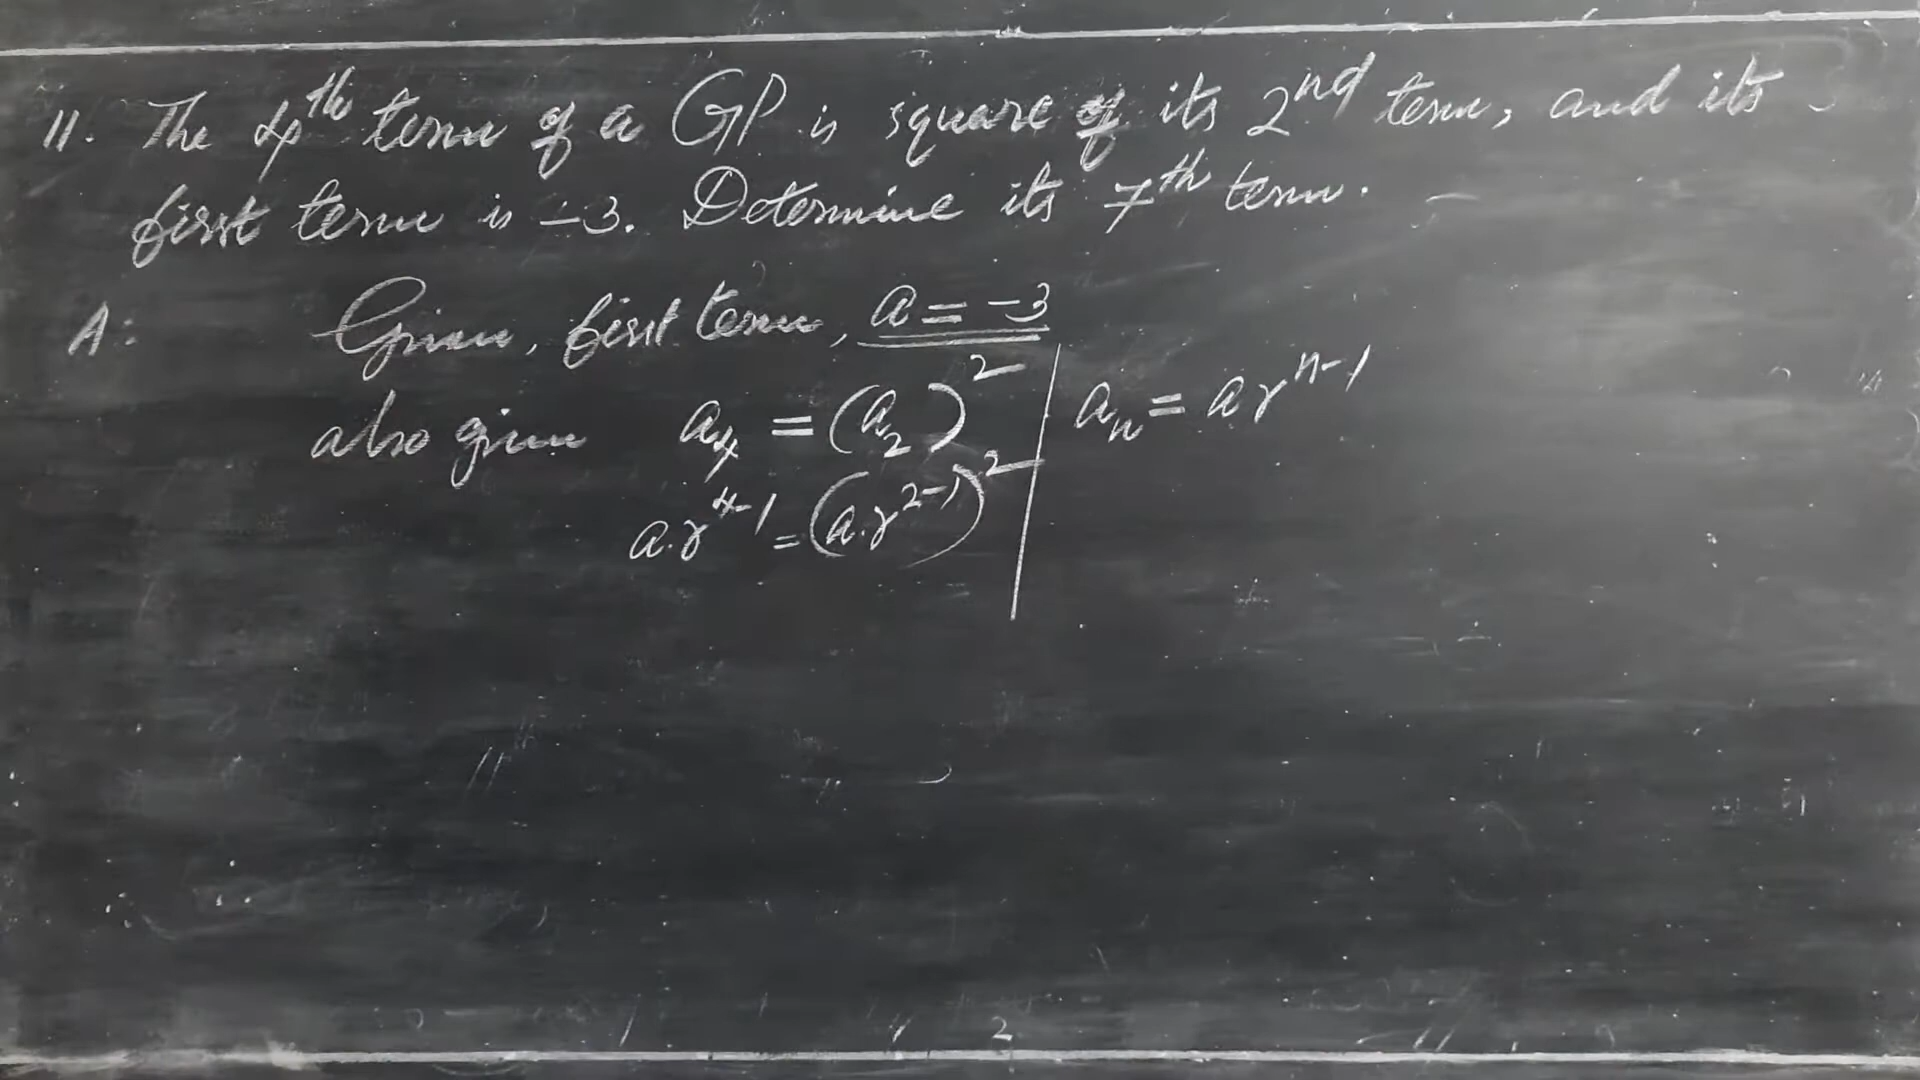 11. The 4th term of a GP is square of its 2nd term, and its
first term is -3. Determine its 7th term.
A: Given, first term, a = -3
also given a₄ = (a₂)² | aₙ = arⁿ⁻¹
a.r⁴⁻¹ = (a.r²⁻¹)²